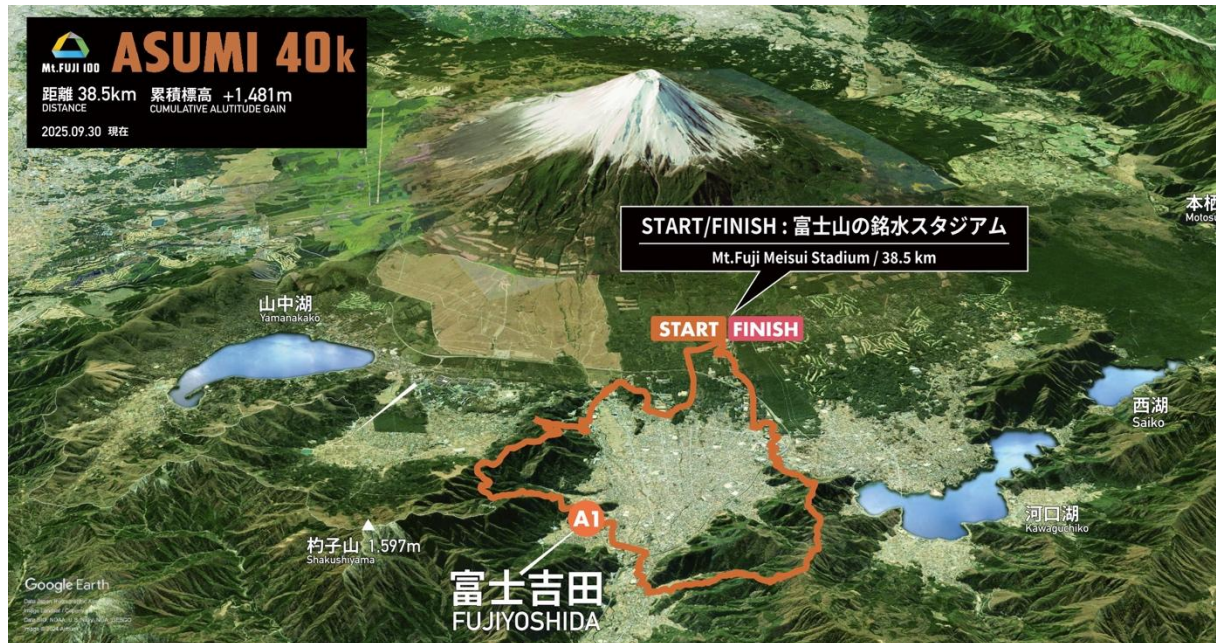 Mt.FUJI 100
ASUMI 40k
距離 38.5km 累積標高 +1,481m
DISTANCE CUMULATIVE ALUTITUDE GAIN
2025.09.30 現在
START/FINISH : 富士山の銘水スタジアム
Mt.Fuji Meisui Stadium / 38.5 km
本栖
Motosu
山中湖
Yamanakako
START FINISH
西湖
Saiko
A1
河口湖
Kawaguchiko
杓子山 1.597m
Shakushiyama
富士吉田
FUJIYOSHIDA
Google Earth